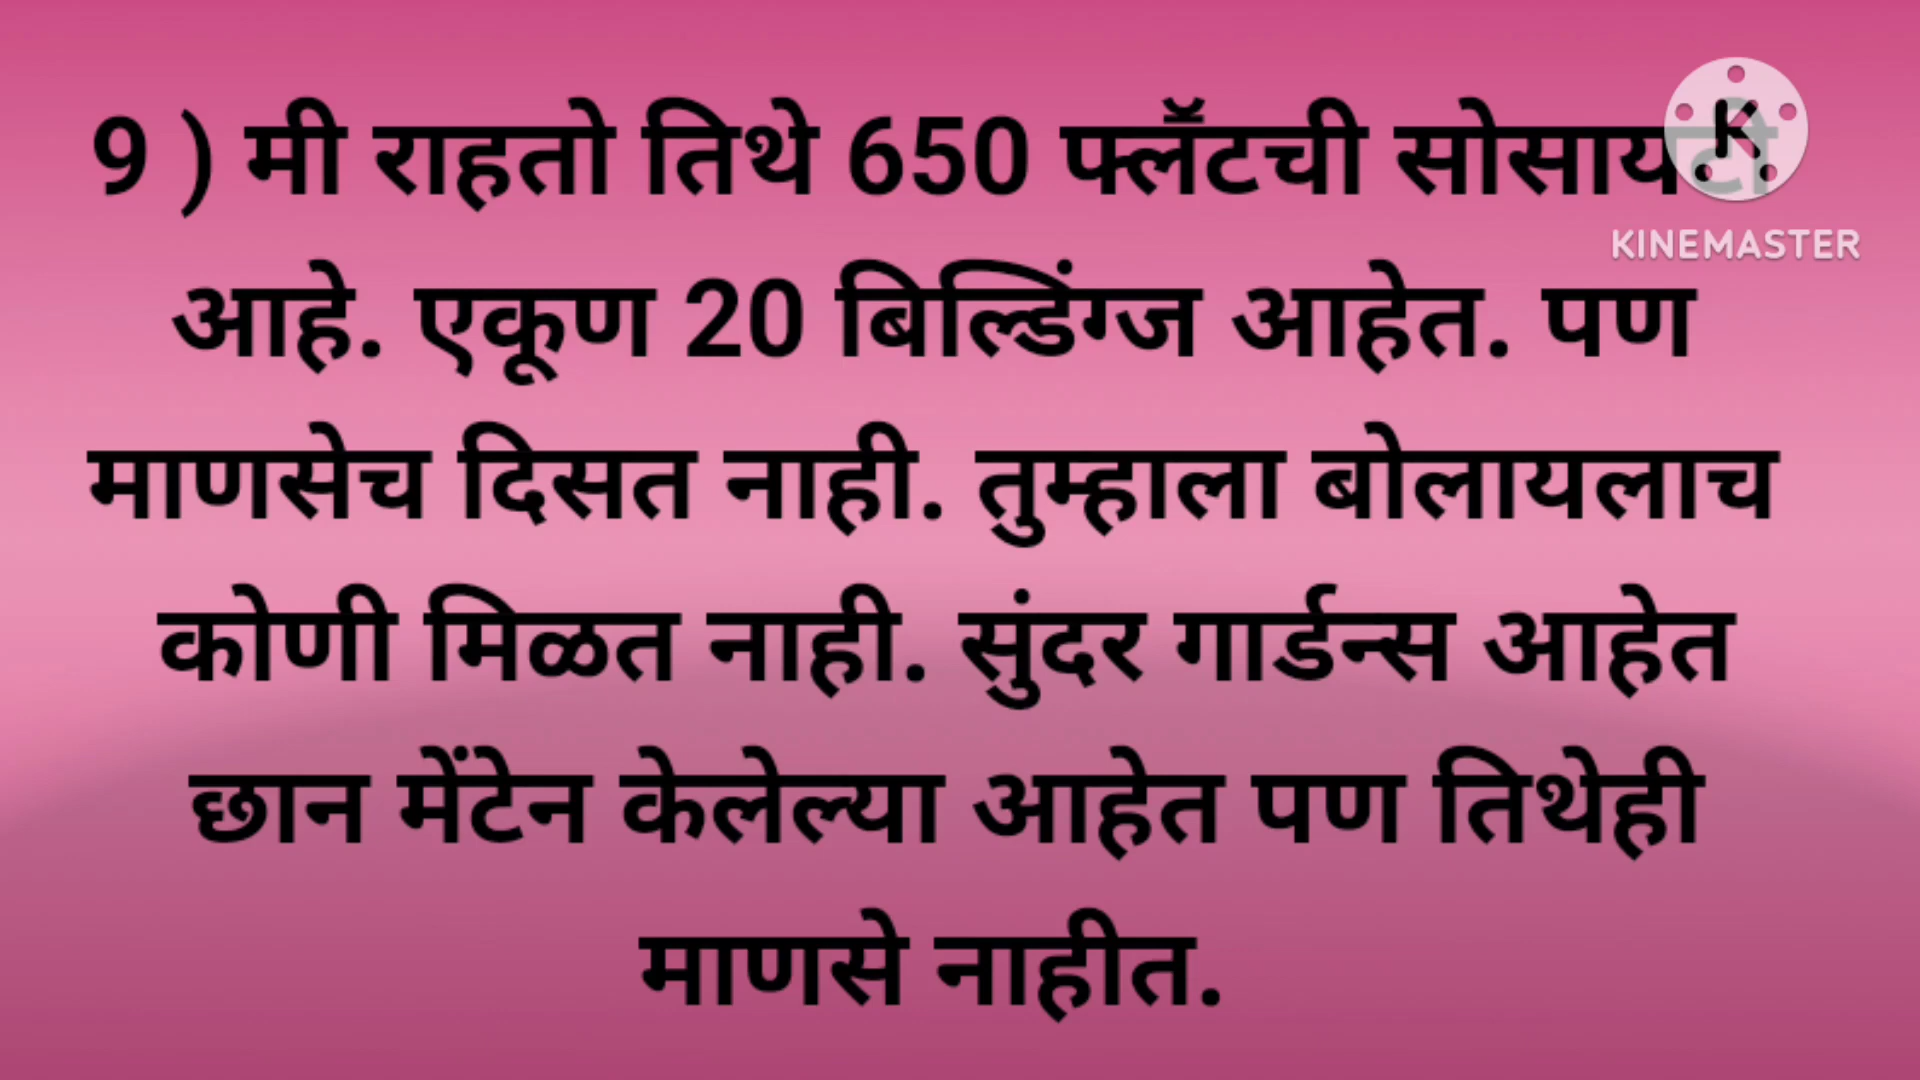 9 ) मी राहतो तिथे 650 फ्लॅटची सोसायटी
KINEMASTER
आहे. एकूण 20 बिल्डिंग्ज आहेत. पण
माणसेच दिसत नाही. तुम्हाला बोलायलाच
कोणी मिळत नाही. सुंदर गार्डन्स आहेत
छान मेंटेन केलेल्या आहेत पण तिथेही
माणसे नाहीत.